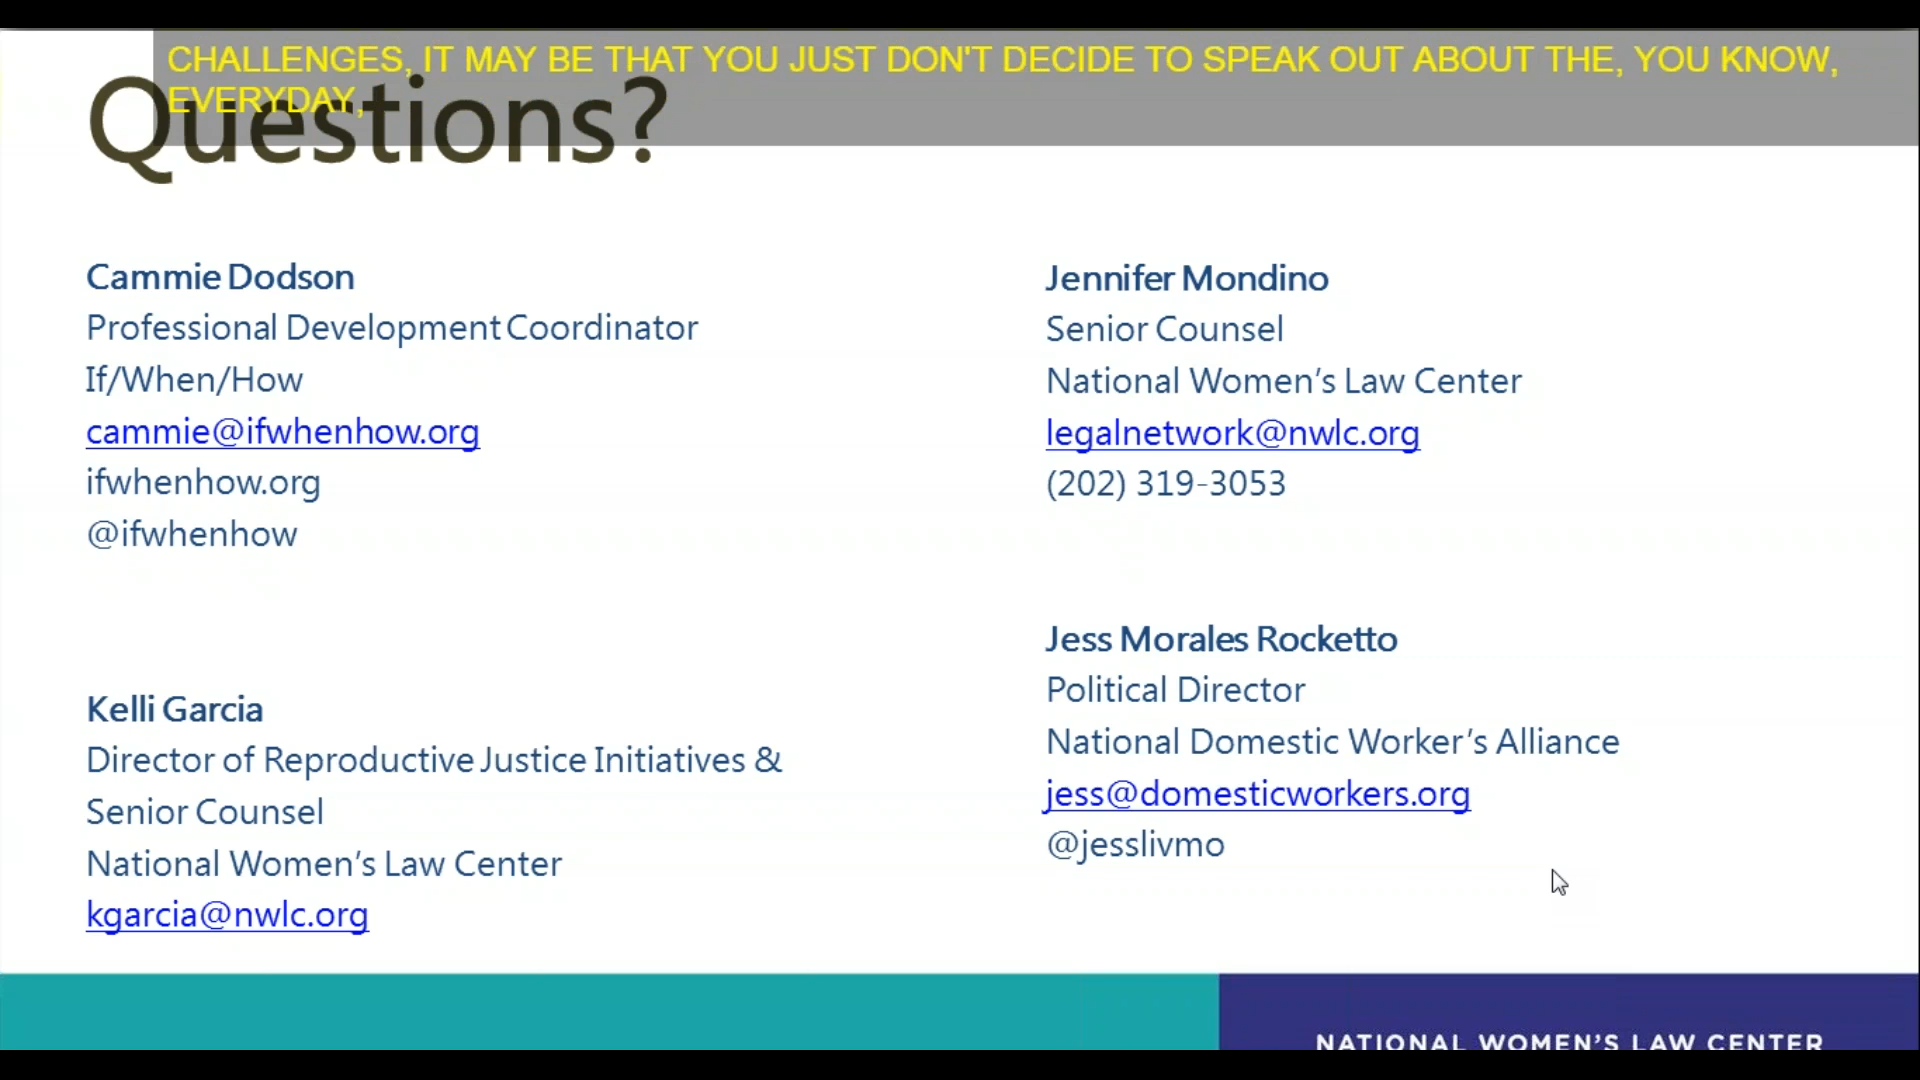 CHALLENGES, IT MAY BE THAT YOU JUST DON'T DECIDE TO SPEAK OUT ABOUT THE, YOU KNOW,
EVERYDAY,
Questions?
Cammie Dodson
Professional Development Coordinator
If/When/How
cammie@ifwhenhow.org
ifwhenhow.org
@ifwhenhow
Kelli Garcia
Director of Reproductive Justice Initiatives &
Senior Counsel
National Women’s Law Center
kgarcia@nwlc.org
Jennifer Mondino
Senior Counsel
National Women’s Law Center
legalnetwork@nwlc.org
(202) 319-3053
Jess Morales Rocketto
Political Director
National Domestic Worker’s Alliance
jess@domesticworkers.org
@jesslivmo
NATIONAL WOMEN’S LAW CENTER